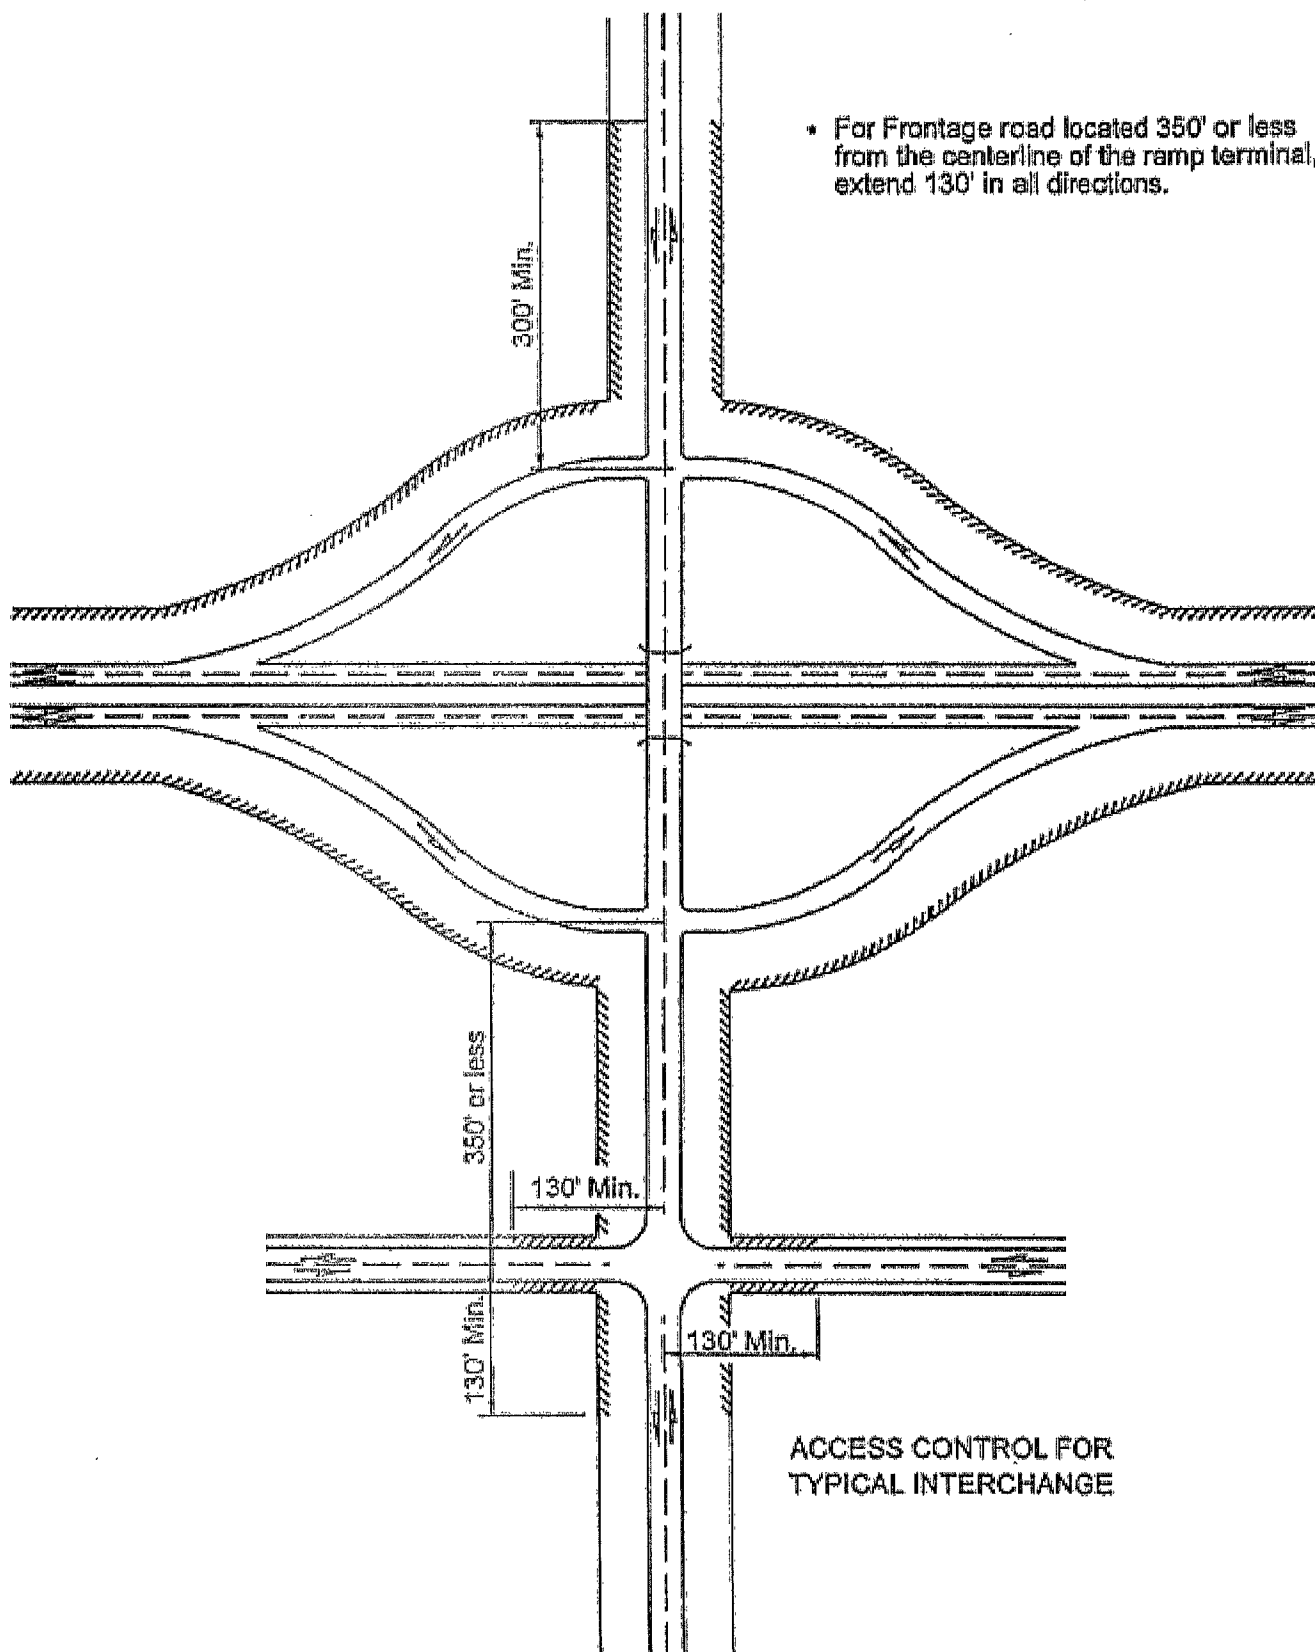 • For Frontage road located 350' or less
from the centerline of the ramp terminal,
extend 130' in all directions.
300' Min.
350' or less
130' Min.
130' Min.
130' Min.
ACCESS CONTROL FOR
TYPICAL INTERCHANGE